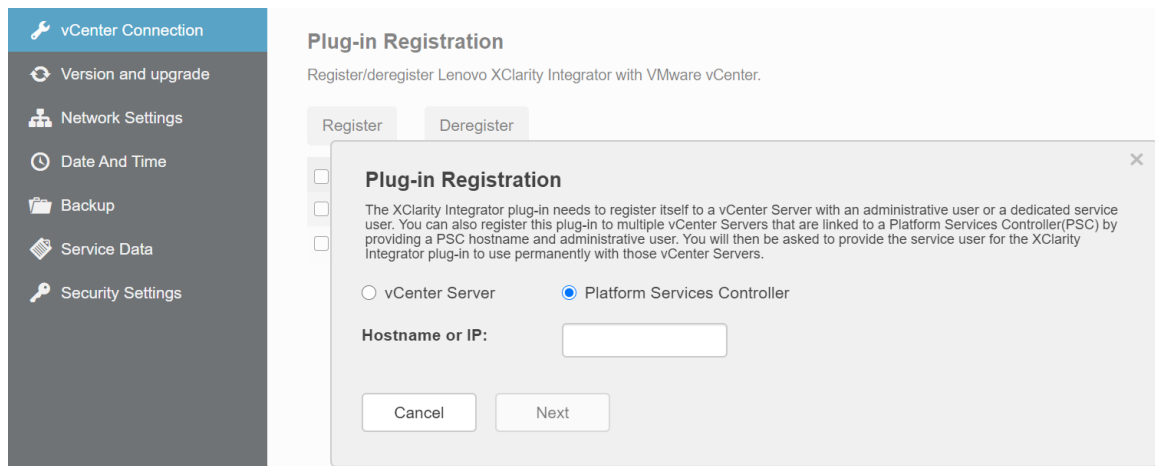 vCenter Connection
Version and upgrade
Network Settings
Date And Time
Backup
Service Data
Security Settings
Plug-in Registration
Register/deregister Lenovo XClarity Integrator with VMware vCenter.
Register Deregister
Plug-in Registration
The XClarity Integrator plug-in needs to register itself to a vCenter Server with an administrative user or a dedicated service
user. You can also register this plug-in to multiple vCenter Servers that are linked to a Platform Services Controller(PSC) by
providing a PSC hostname and administrative user. You will then be asked to provide the service user for the XClarity
Integrator plug-in to use permanently with those vCenter Servers.
vCenter Server Platform Services Controller
Hostname or IP:
Cancel Next